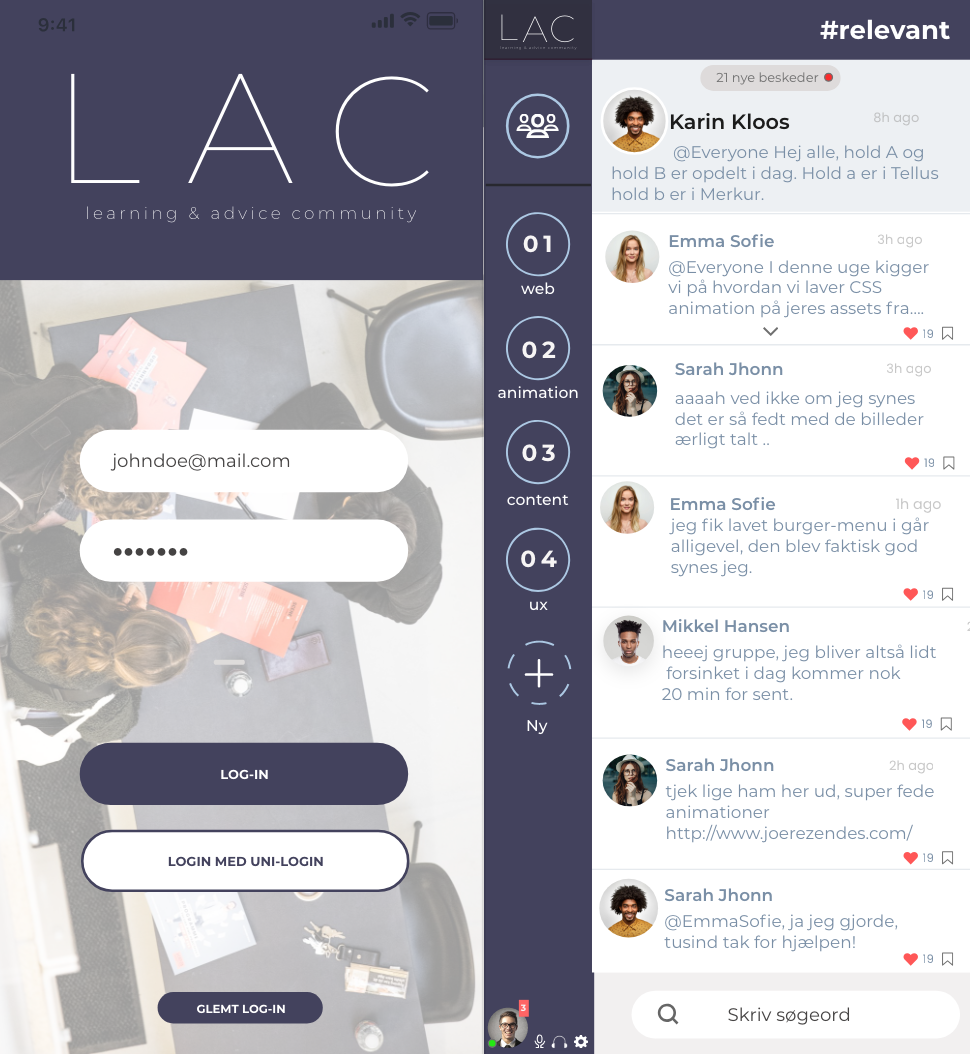 9:41
LAC
learning & advice community
johndoe@mail.com
LOG-IN
LOGIN MED UNI-LOGIN
GLEMT LOG-IN
LAC
learning & advice community
01
web
02
animation
03
content
04
ux
Ny
3
#relevant
21 nye beskeder
Karin Kloos
8h ago
@Everyone Hej alle, hold A og
hold B er opdelt i dag. Hold a er i Tellus
hold b er i Merkur.
Emma Sofie
3h ago
@Everyone I denne uge kigger
vi på hvordan vi laver CSS
animation på jeres assets fra....
19
Sarah Jhonn
3h ago
aaaah ved ikke om jeg synes
det er så fedt med de billeder
ærligt talt ..
19
Emma Sofie
1h ago
jeg fik lavet burger-menu i går
alligevel, den blev faktisk god
synes jeg.
19
Mikkel Hansen
heeej gruppe, jeg bliver altså lidt
forsinket i dag kommer nok
20 min for sent.
19
Sarah Jhonn
2h ago
tjek lige ham her ud, super fede
animationer
http://www.joerezendes.com/
19
Sarah Jhonn
@EmmaSofie, ja jeg gjorde,
tusind tak for hjælpen!
19
Skriv søgeord